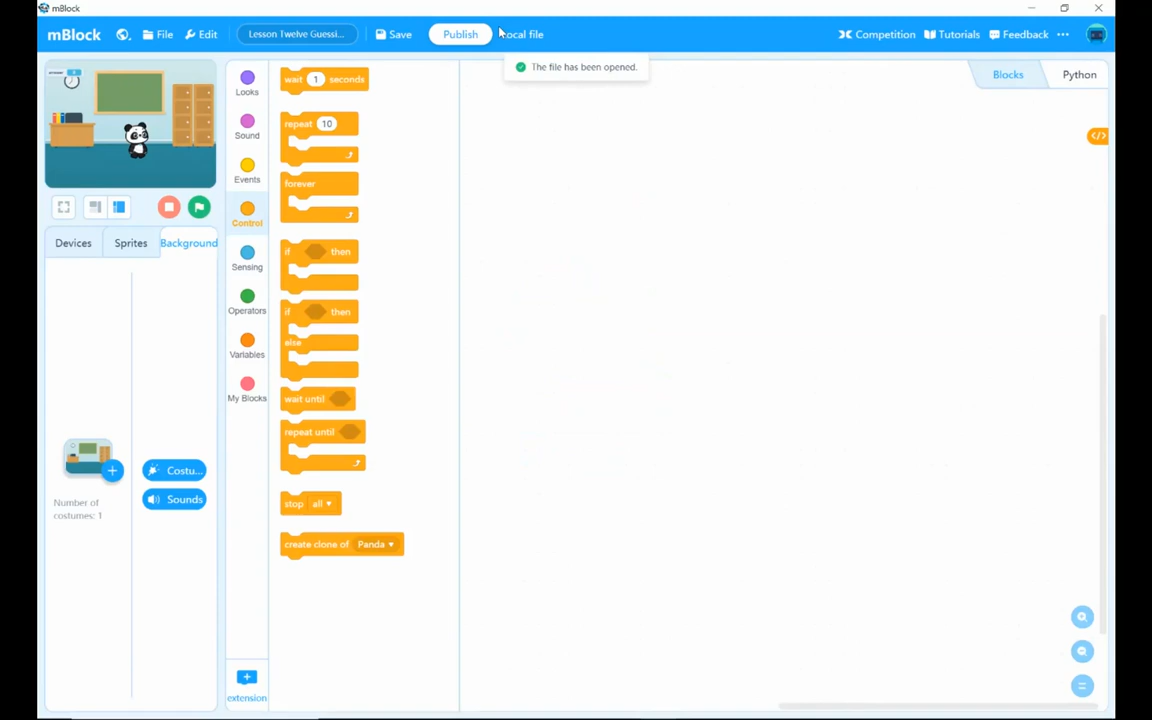 mBlock
mBlock
File
Edit
Lesson Twelve Guessi...
Save
Publish
ocal file
Competition
Tutorials
Feedback
The file has been opened.
Blocks
Python
Looks
Sound
Events
Control
Sensing
Operators
Variables
My Blocks
extension
wait 1 seconds
repeat 10
forever
if then
if then
else
wait until
repeat until
stop all
create clone of Panda
Devices
Sprites
Background
Costu...
Sounds
Number of
costumes: 1